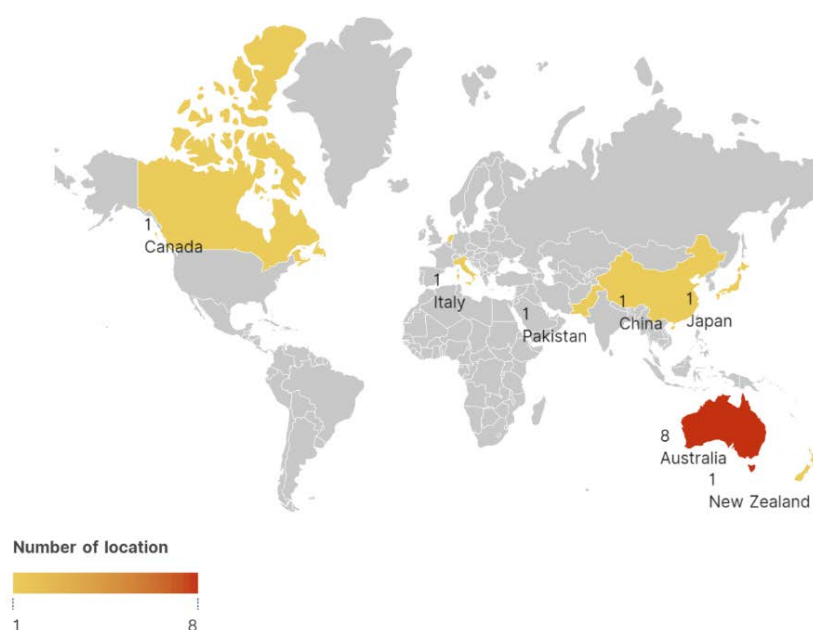 1
Canada
1
Italy
1
Pakistan
1
China
1
Japan
8
Australia
1
New Zealand
Number of location
1 8